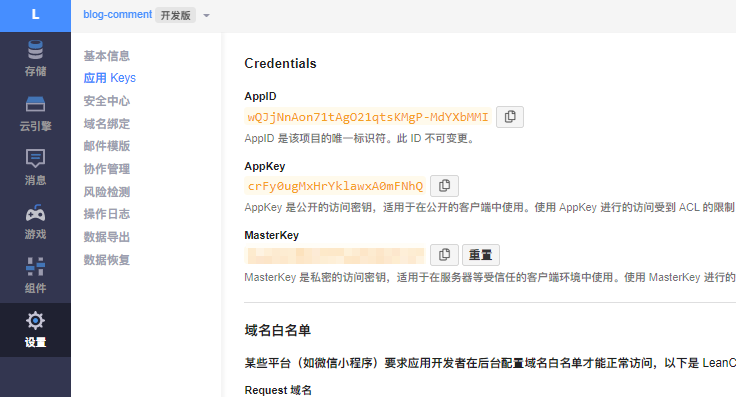 L
blog-comment 开发版
存储
云引擎
消息
游戏
组件
设置
基本信息
应用 Keys
安全中心
域名绑定
邮件模版
协作管理
风险检测
操作日志
数据导出
数据恢复
Credentials
AppID
wQJjNnAon71tAgO21qtsKMgP-MdYXbMMI
AppID 是该项目的唯一标识符。此 ID 不可变更。
AppKey
crFy0ugMxHrYklawxA0mFNhQ
AppKey 是公开的访问密钥，适用于在公开的客户端中使用。使用 AppKey 进行的访问受到 ACL 的限制
MasterKey
重置
MasterKey 是私密的访问密钥，适用于在服务器等受信任的客户端环境中使用。使用 MasterKey 进行的
域名白名单
某些平台（如微信小程序）要求应用开发者在后台配置域名白名单才能正常访问，以下是 LeanC
Request 域名